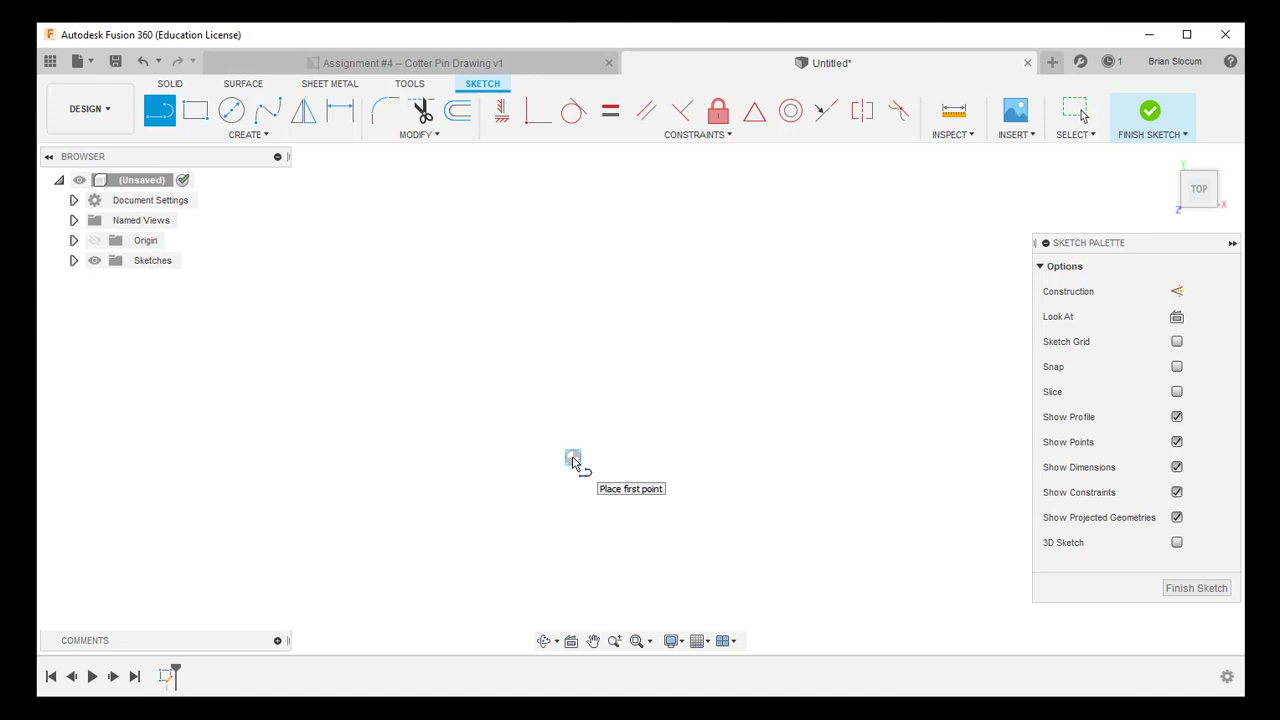 Autodesk Fusion 360 (Education License)
Assignment #4 -- Cotter Pin Drawing v1
Untitled*
1
Brian Slocum
SOLID
SURFACE
SHEET METAL
TOOLS
SKETCH
DESIGN
CREATE
MODIFY
CONSTRAINTS
INSPECT
INSERT
SELECT
FINISH SKETCH
BROWSER
(Unsaved)
Document Settings
Named Views
Origin
Sketches
Y
TOP
Z
X
SKETCH PALETTE
Options
Construction
Look At
Sketch Grid
Snap
Slice
Show Profile
Show Points
Show Dimensions
Show Constraints
Show Projected Geometries
3D Sketch
Finish Sketch
Place first point
COMMENTS